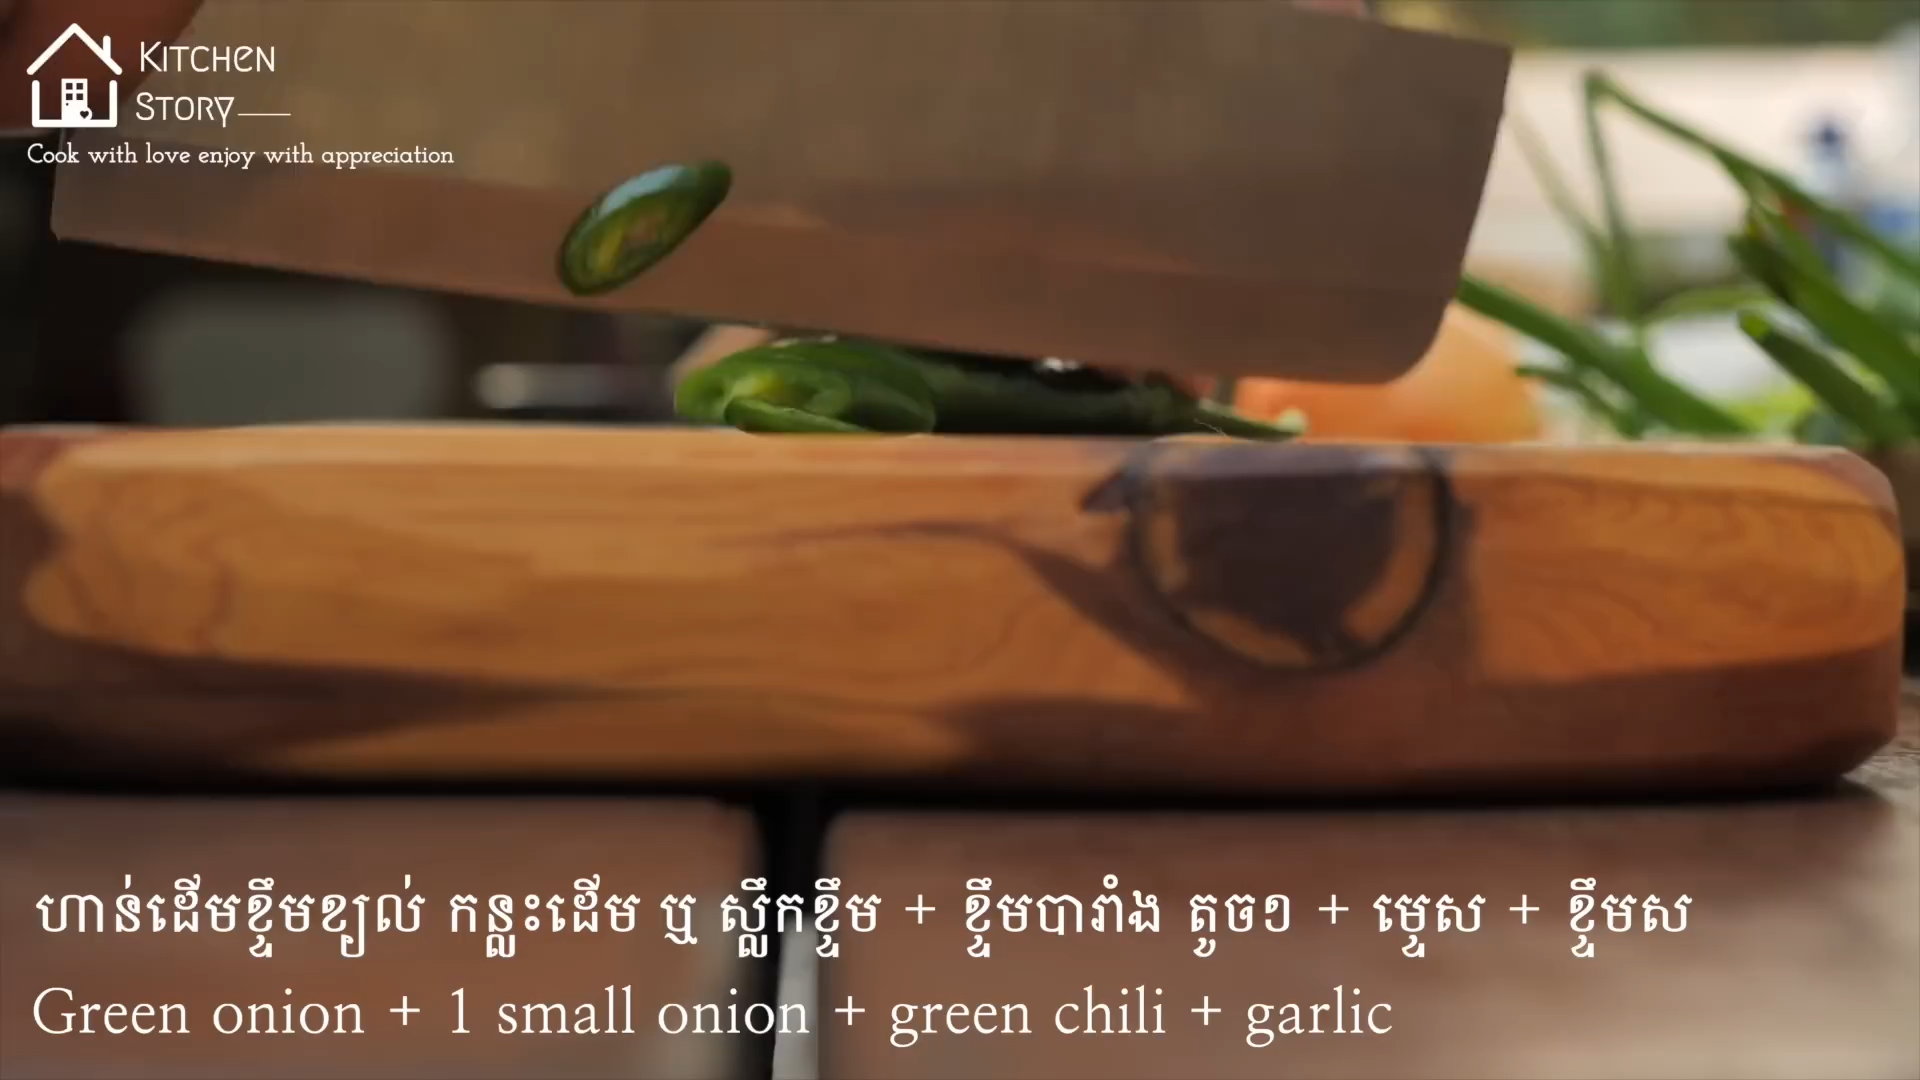 KITCHEN
STORY
Cook with love enjoy with appreciation
ហាន់ដើមខ្ទឹមខ្យល់ កន្លះដើម ឬ ស្លឹកខ្ទឹម + ខ្ទឹមបារាំង តូច១ + ម្ទេស + ខ្ទឹមស
Green onion + 1 small onion + green chili + garlic